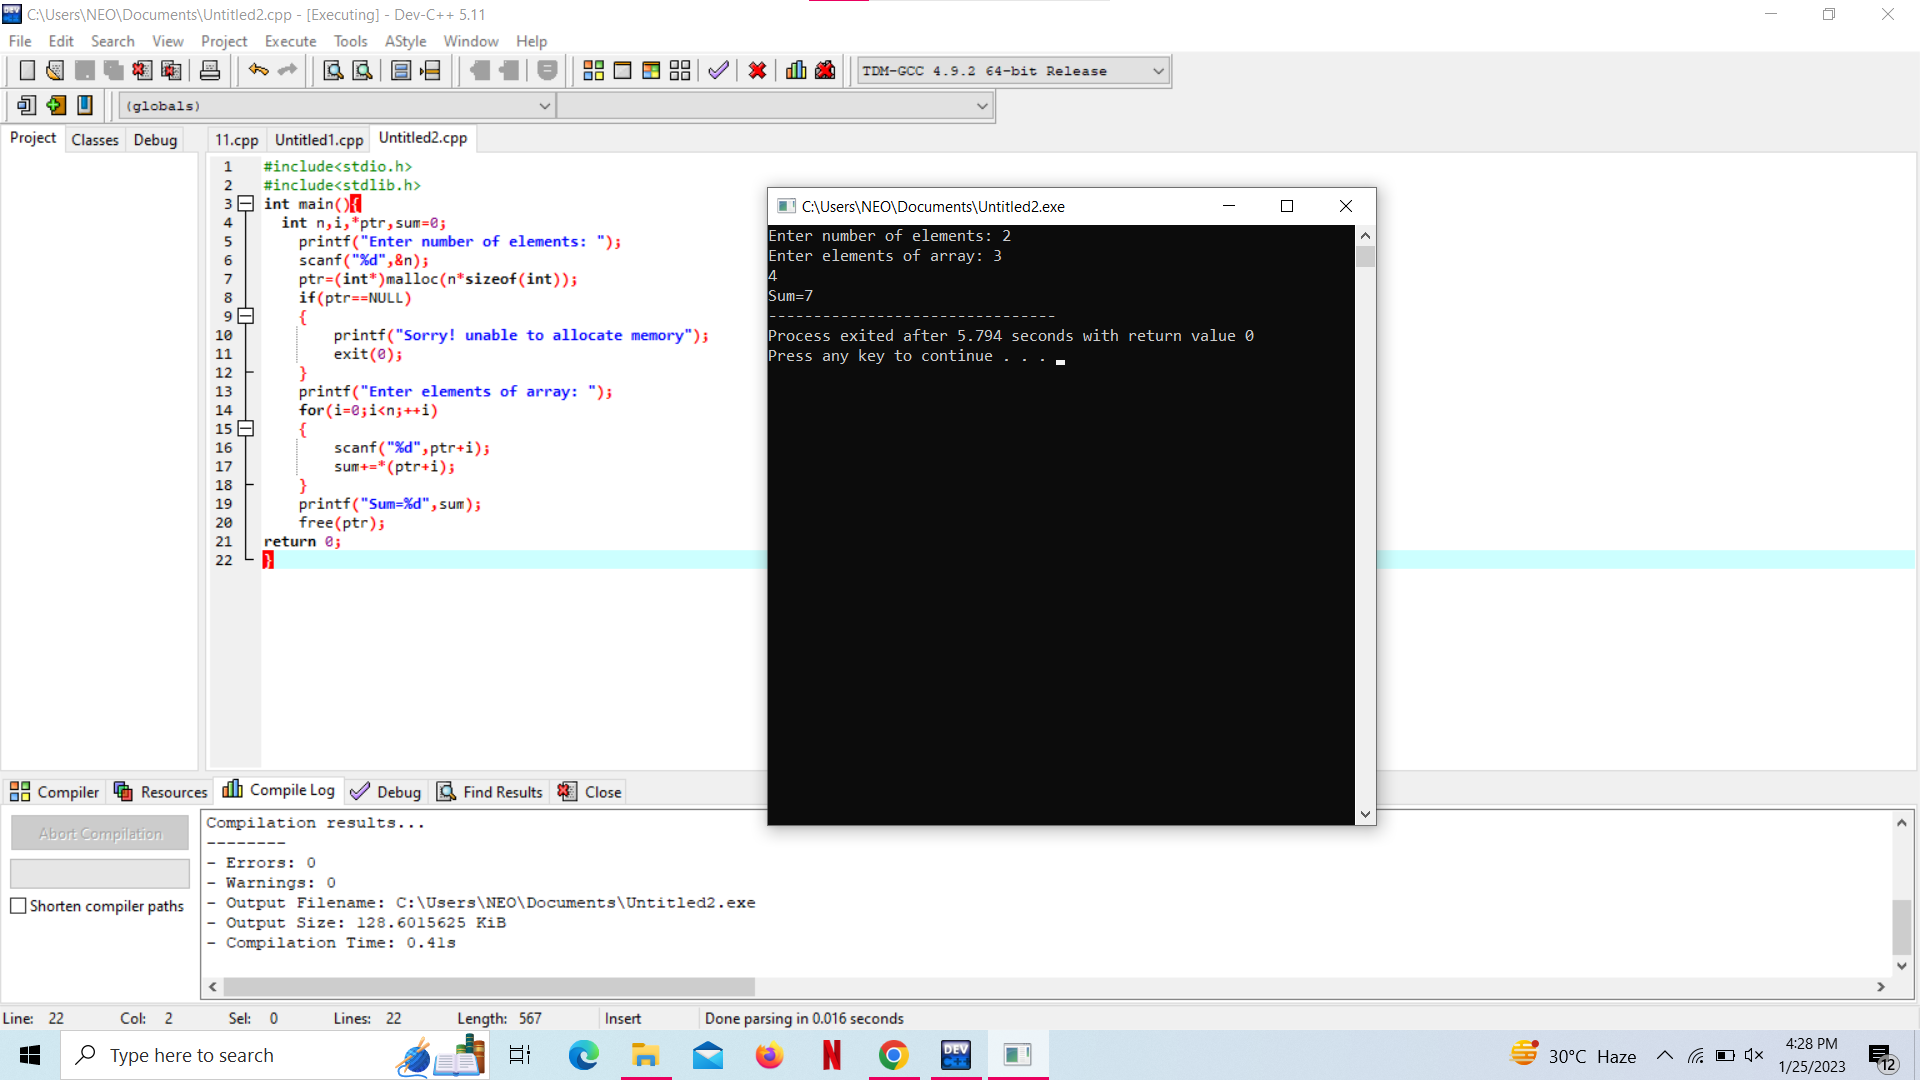 C:\Users\NEO\Documents\Untitled2.cpp - [Executing] - Dev-C++ 5.11
File Edit Search View Project Execute Tools AStyle Window Help
TDM-GCC 4.9.2 64-bit Release
(globals)
Project Classes Debug
11.cpp Untitled1.cpp Untitled2.cpp
1 #include<stdio.h>
2 #include<stdlib.h>
3 int main(){
4 int n,i,*ptr,sum=0;
5 printf("Enter number of elements: ");
6 scanf("%d",&n);
7 ptr=(int*)malloc(n*sizeof(int));
8 if(ptr==NULL)
9 {
10 printf("Sorry! unable to allocate memory");
11 exit(0);
12 }
13 printf("Enter elements of array: ");
14 for(i=0;i<n;++i)
15 {
16 scanf("%d",ptr+i);
17 sum+=*(ptr+i);
18 }
19 printf("Sum=%d",sum);
20 free(ptr);
21 return 0;
22 }
C:\Users\NEO\Documents\Untitled2.exe
Enter number of elements: 2
Enter elements of array: 3
4
Sum=7
--------------------------------
Process exited after 5.794 seconds with return value 0
Press any key to continue . . .
Compiler Resources Compile Log Debug Find Results Close
Abort Compilation
Shorten compiler paths
Compilation results...
--------
- Errors: 0
- Warnings: 0
- Output Filename: C:\Users\NEO\Documents\Untitled2.exe
- Output Size: 128.6015625 KiB
- Compilation Time: 0.41s
Line: 22 Col: 2 Sel: 0 Lines: 22 Length: 567 Insert Done parsing in 0.016 seconds
Type here to search
N
DEV C++
30°C Haze
4:28 PM
1/25/2023
12